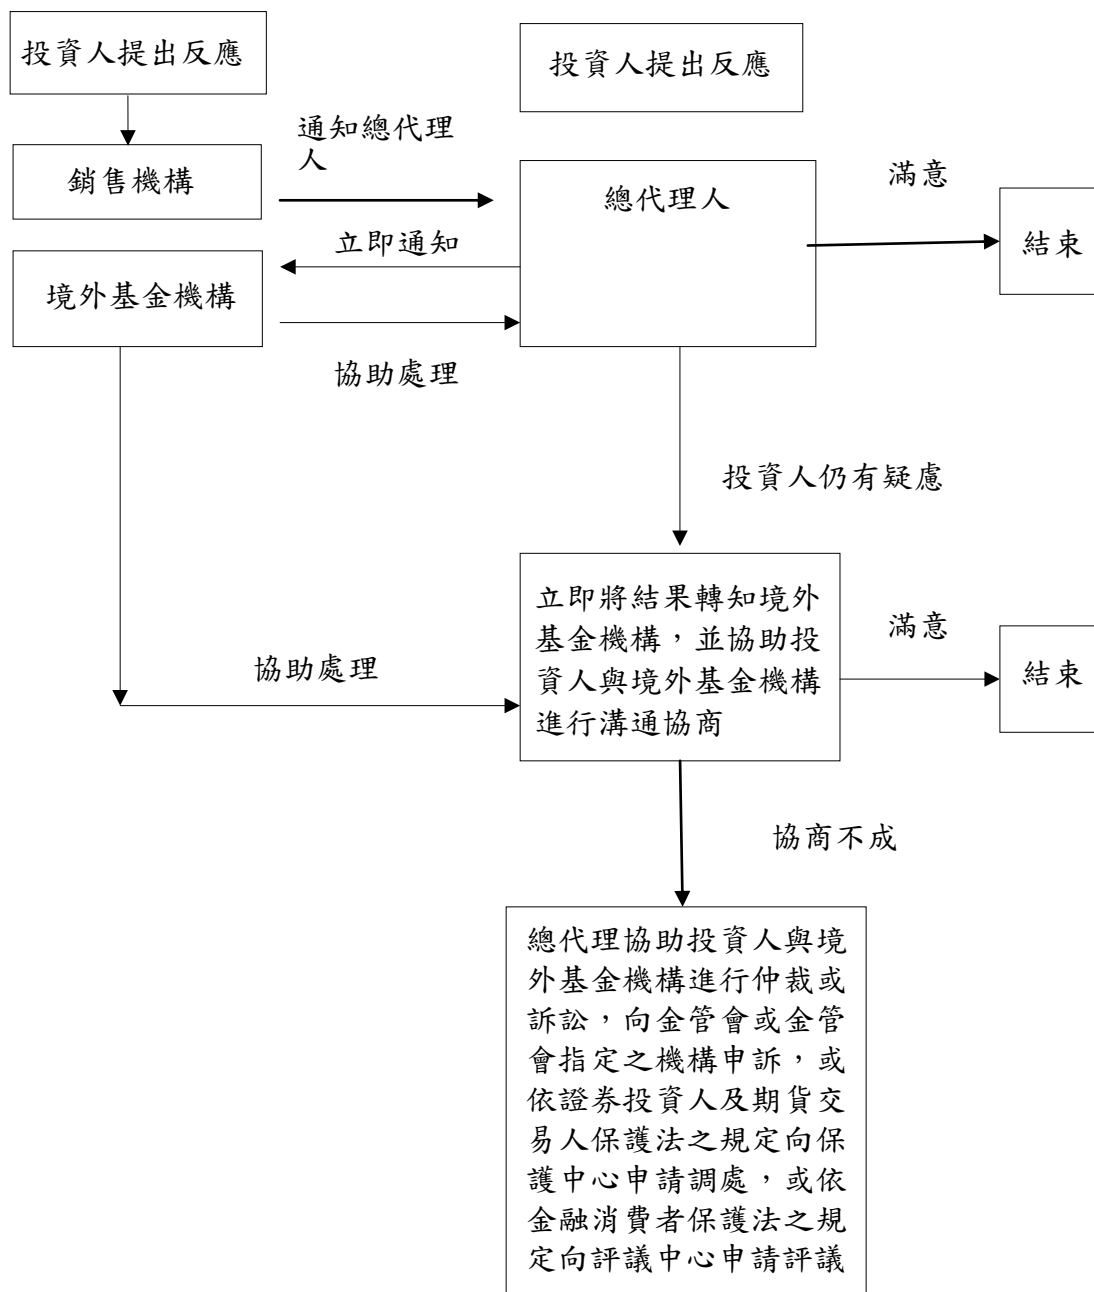 投資人提出反應
投資人提出反應
通知總代理
人
銷售機構
總代理人
滿意
結束
立即通知
境外基金機構
協助處理
投資人仍有疑慮
立即將結果轉知境外
基金機構，並協助投
資人與境外基金機構
進行溝通協商
滿意
結束
協助處理
協商不成
總代理協助投資人與境
外基金機構進行仲裁或
訴訟，向金管會或金管
會指定之機構申訴，或
依證券投資人及期貨交
易人保護法之規定向保
護中心申請調處，或依
金融消費者保護法之規
定向評議中心申請評議